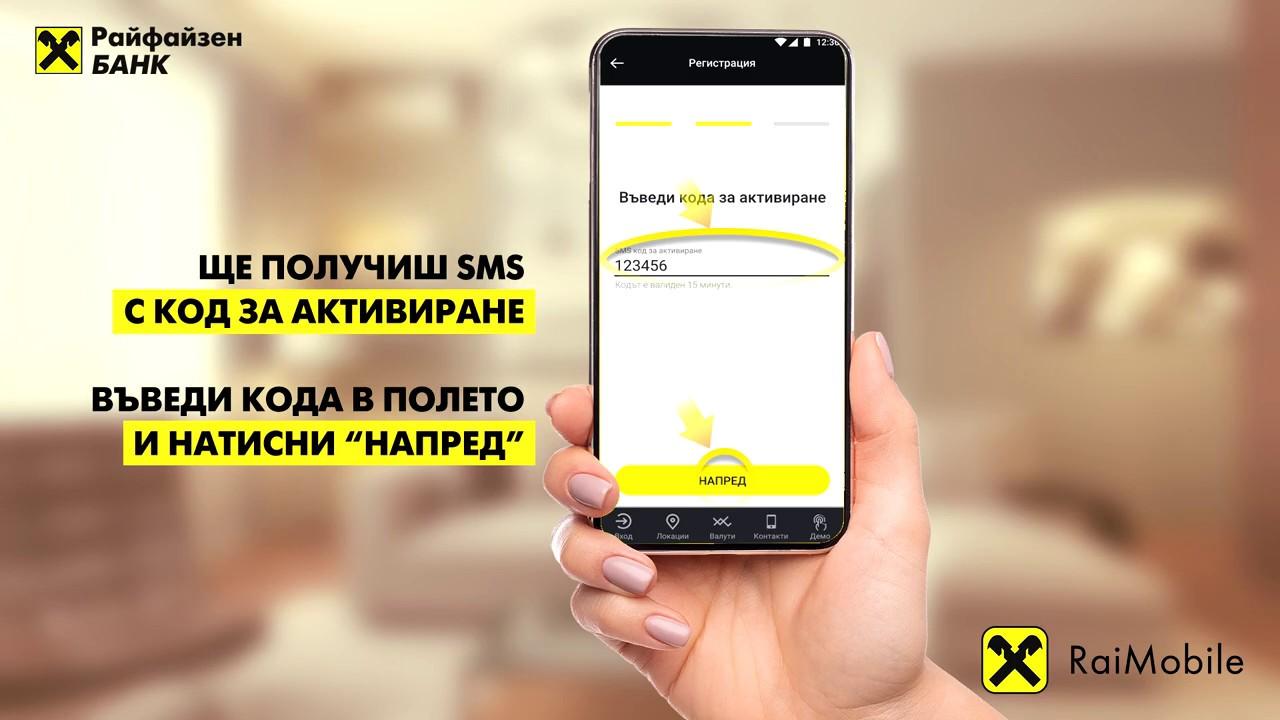 Райфайзен
БАНК
ЩЕ ПОЛУЧИШ SMS
С КОД ЗА АКТИВИРАНЕ
ВЪВЕДИ КОДА В ПОЛЕТО
И НАТИСНИ “НАПРЕД”
12:36
Регистрация
Въведи кода за активиране
SMS код за активиране
123456
Кодът е валиден 15 минути.
НАПРЕД
Вход Локации Валути Контакти Демо
RaiMobile